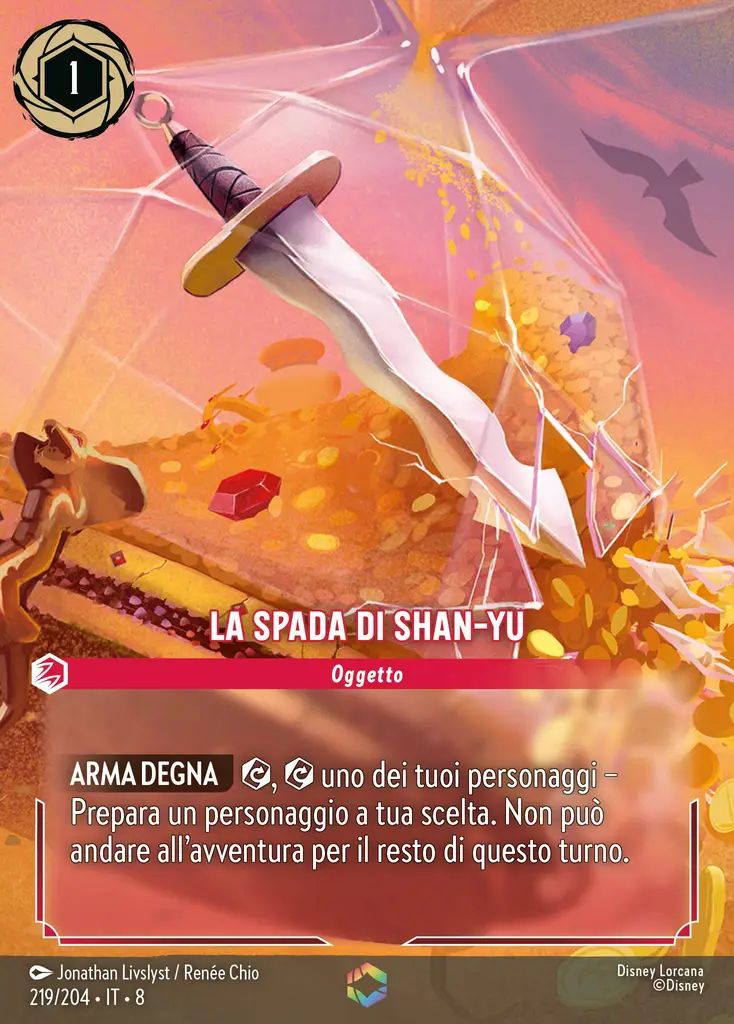 1
LA SPADA DI SHAN-YU
Oggetto
ARMA DEGNA , uno dei tuoi personaggi –
Prepara un personaggio a tua scelta. Non può
andare all'avventura per il resto di questo turno.
Jonathan Livslyst / Renée Chio
Disney Lorcana
219/204 • IT • 8
©Disney